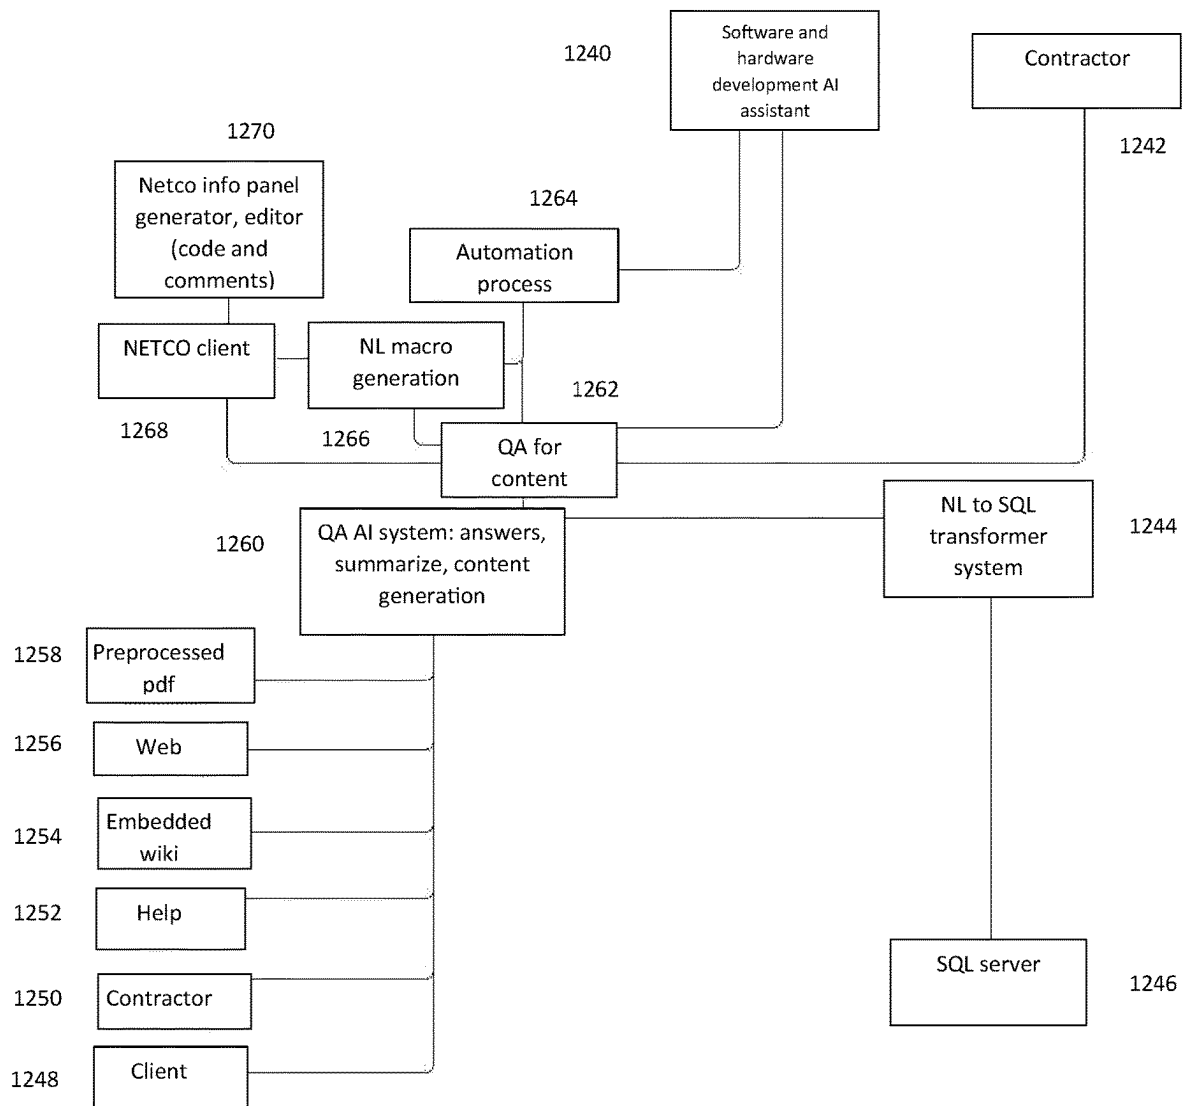 Software and
hardware
development AI
assistant
1240
Contractor
1242
1270
Netco info panel
generator, editor
(code and
comments)
1264
Automation
process
NETCO client
NL macro
generation
1262
1268
1266
QA for
content
1260
QA AI system: answers,
summarize, content
generation
NL to SQL
transformer
system
1244
1258
Preprocessed
pdf
1256
Web
1254
Embedded
wiki
1252
Help
SQL server
1246
1250
Contractor
1248
Client